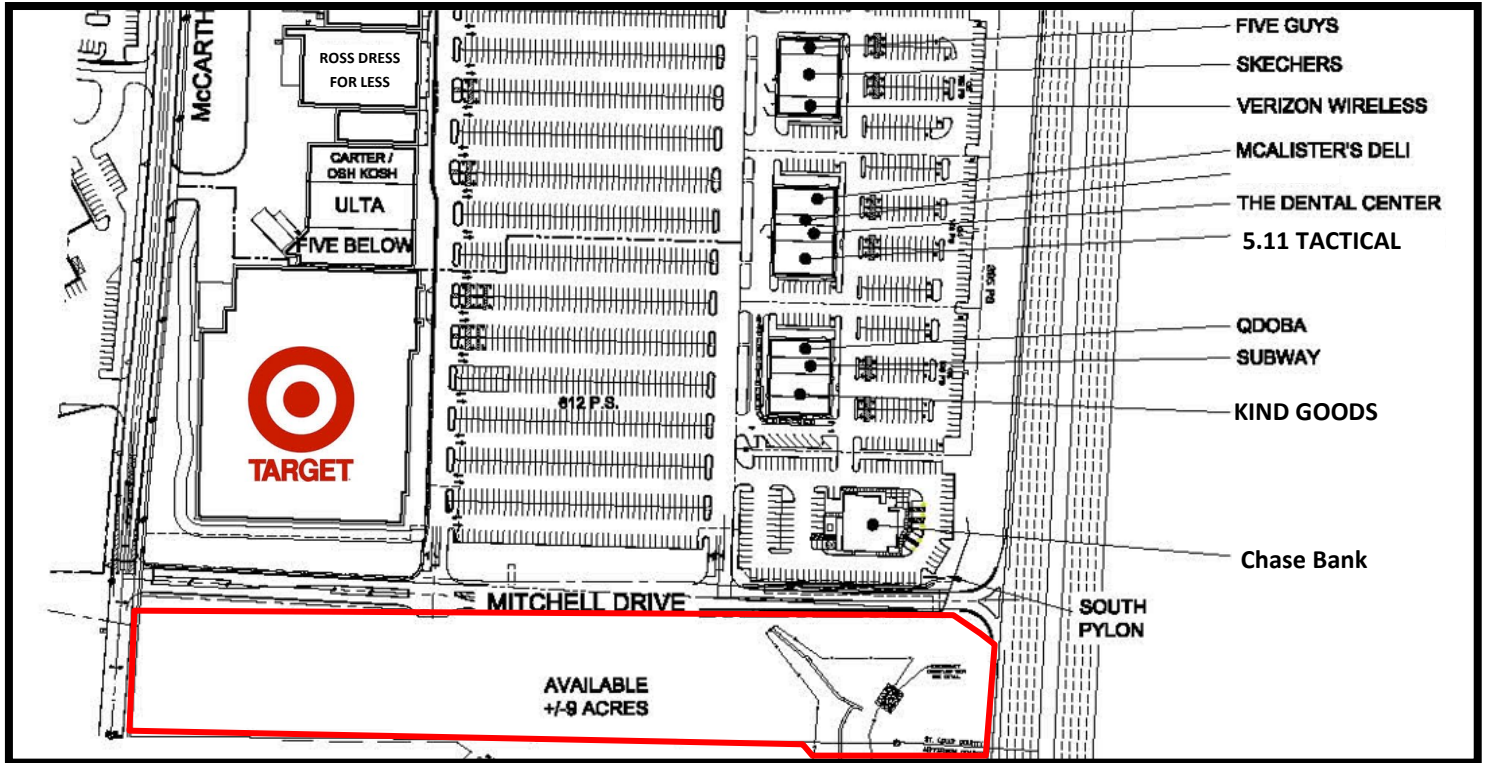 McCARTH
ROSS DRESS
FOR LESS
CARTER /
OSH KOSH
ULTA
FIVE BELOW
TARGET
612 P.S.
FIVE GUYS
SKECHERS
VERIZON WIRELESS
MCALISTER'S DELI
THE DENTAL CENTER
5.11 TACTICAL
QDOBA
SUBWAY
KIND GOODS
Chase Bank
SOUTH
PYLON
MITCHELL DRIVE
AVAILABLE
+/-9 ACRES